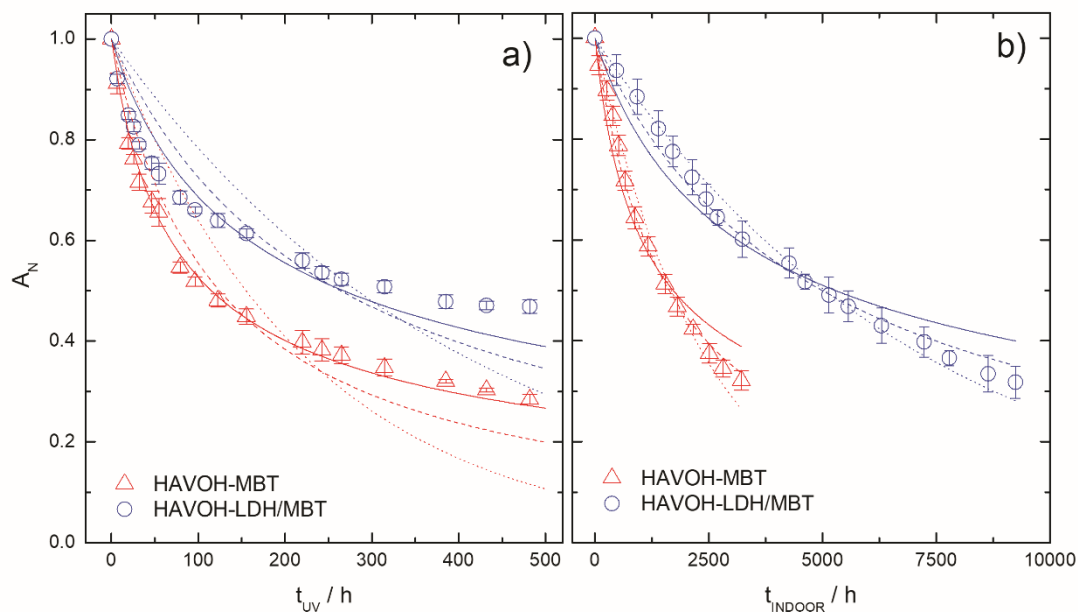 a)
b)
1.0
0.8
0.6
0.4
0.2
0.0
A_N
HAVOH-MBT
HAVOH-LDH/MBT
HAVOH-MBT
HAVOH-LDH/MBT
0 100 200 300 400 500
0 2500 5000 7500 10000
t_UV / h
t_INDOOR / h